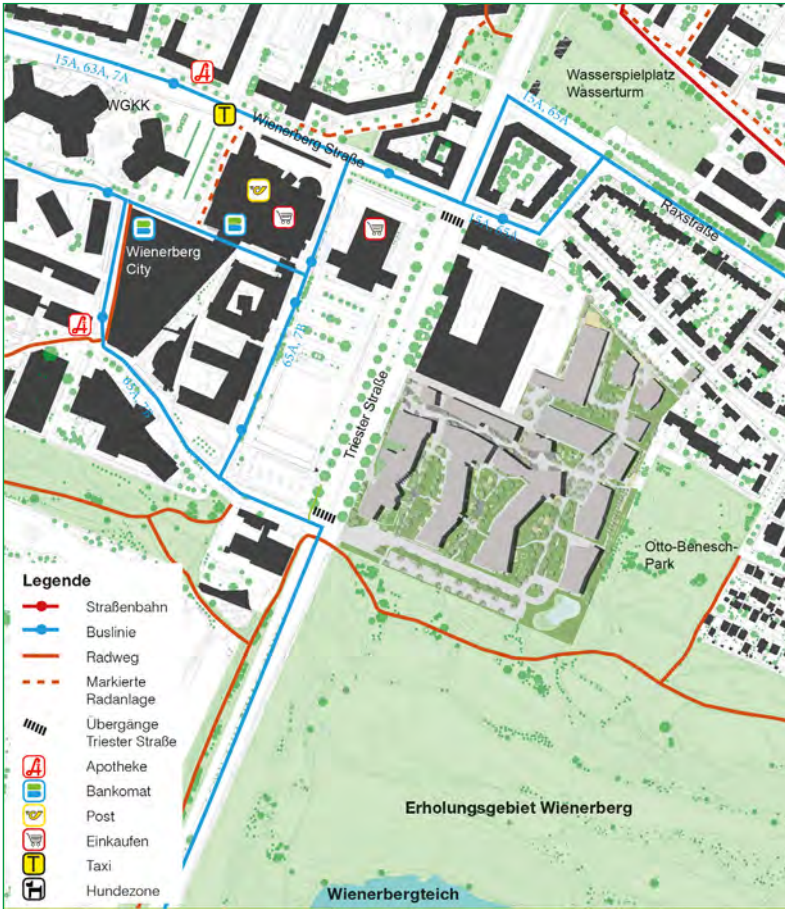 15A, 63A, 7A
WGKK
T
Wienerberg Straße
Wasserspielplatz
Wasserturm
15A, 65A
15A, 65A
Raxstraße
Wienerberg
City
65A, 7B
65A, 7B
Triester Straße
Otto-Benesch-
Park
Legende
Straßenbahn
Buslinie
Radweg
Markierte
Radanlage
Übergänge
Triester Straße
Apotheke
Bankomat
Post
Einkaufen
T
Taxi
Hundezone
Erholungsgebiet Wienerberg
Wienerbergteich